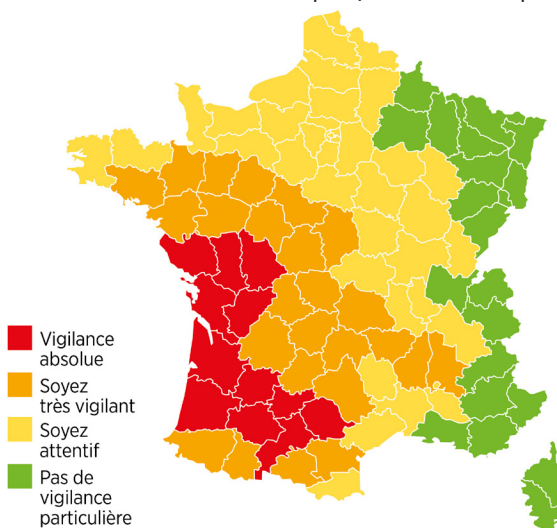 Vigilance
absolue
Soyez
très vigilant
Soyez
attentif
Pas de
vigilance
particulière